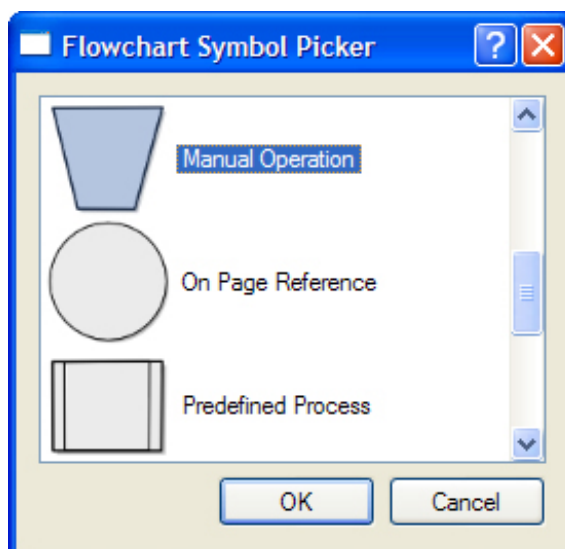 Flowchart Symbol Picker ?
Manual Operation
On Page Reference
Predefined Process
OK Cancel